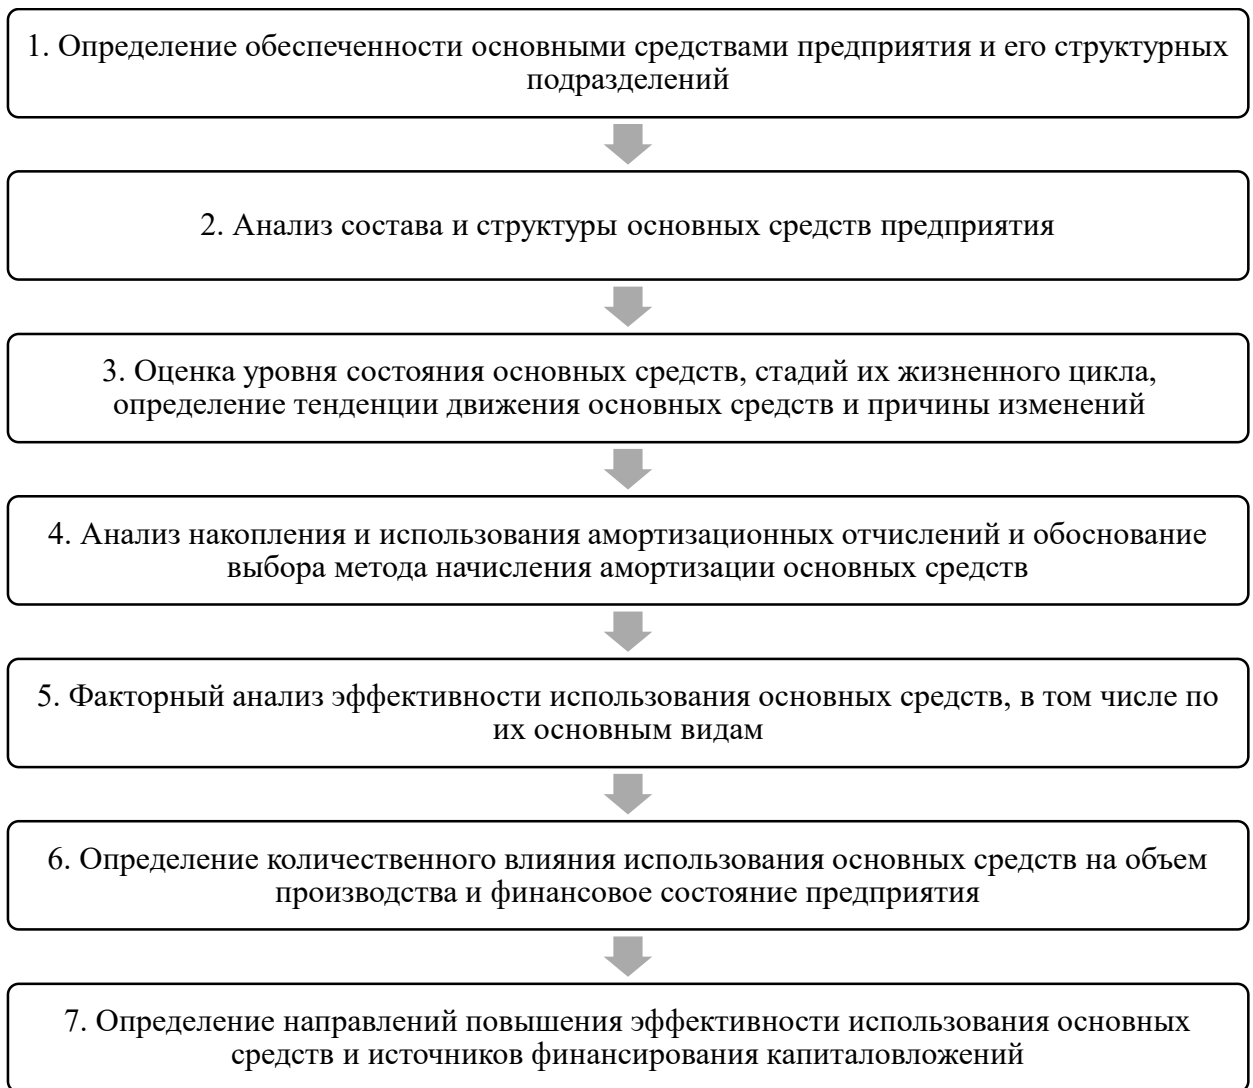 1. Определение обеспеченности основными средствами предприятия и его структурных
подразделений
2. Анализ состава и структуры основных средств предприятия
3. Оценка уровня состояния основных средств, стадий их жизненного цикла,
определение тенденции движения основных средств и причины изменений
4. Анализ накопления и использования амортизационных отчислений и обоснование
выбора метода начисления амортизации основных средств
5. Факторный анализ эффективности использования основных средств, в том числе по
их основным видам
6. Определение количественного влияния использования основных средств на объем
производства и финансовое состояние предприятия
7. Определение направлений повышения эффективности использования основных
средств и источников финансирования капиталовложений